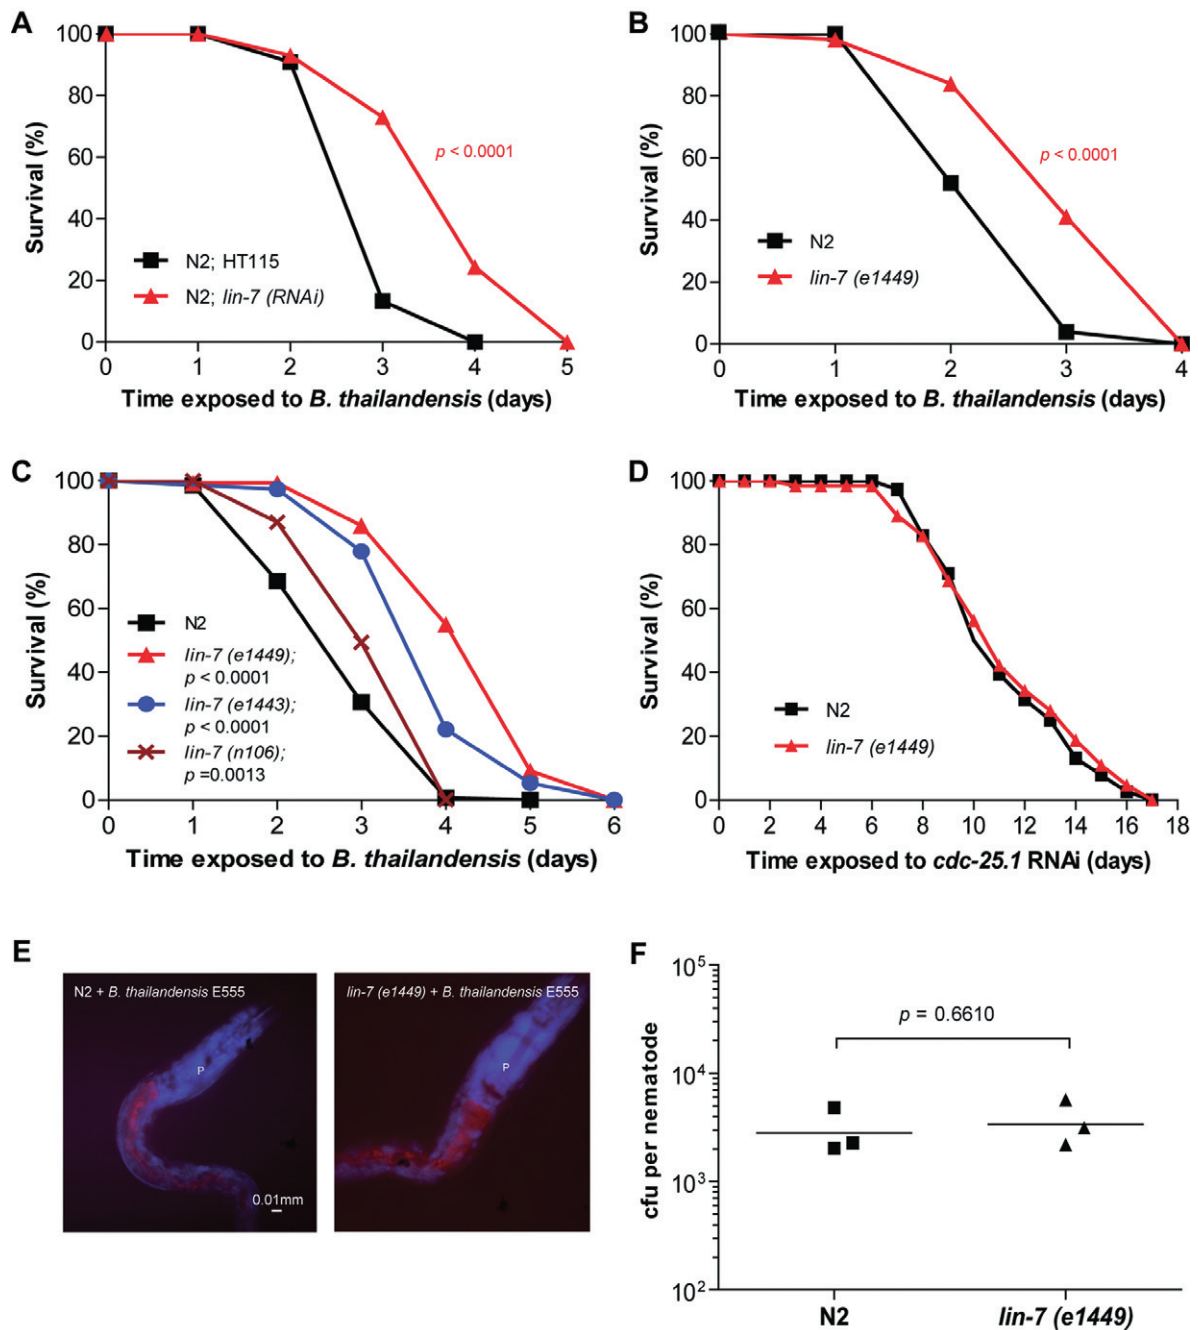 A
100
80
60
40
20
0
Survival (%)
p < 0.0001
N2; HT115
N2; lin-7 (RNAi)
0 1 2 3 4 5
Time exposed to B. thailandensis (days)
B
100
80
60
40
20
0
Survival (%)
p < 0.0001
N2
lin-7 (e1449)
0 1 2 3 4
Time exposed to B. thailandensis (days)
C
100
80
60
40
20
0
Survival (%)
N2
lin-7 (e1449);
p < 0.0001
lin-7 (e1443);
p < 0.0001
lin-7 (n106);
p =0.0013
0 1 2 3 4 5 6
Time exposed to B. thailandensis (days)
D
100
80
60
40
20
0
Survival (%)
N2
lin-7 (e1449)
0 2 4 6 8 10 12 14 16 18
Time exposed to cdc-25.1 RNAi (days)
E
N2 + B. thailandensis E555
P
0.01mm
lin-7 (e1449) + B. thailandensis E555
P
F
10^5
10^4
10^3
10^2
cfu per nematode
p = 0.6610
N2 lin-7 (e1449)